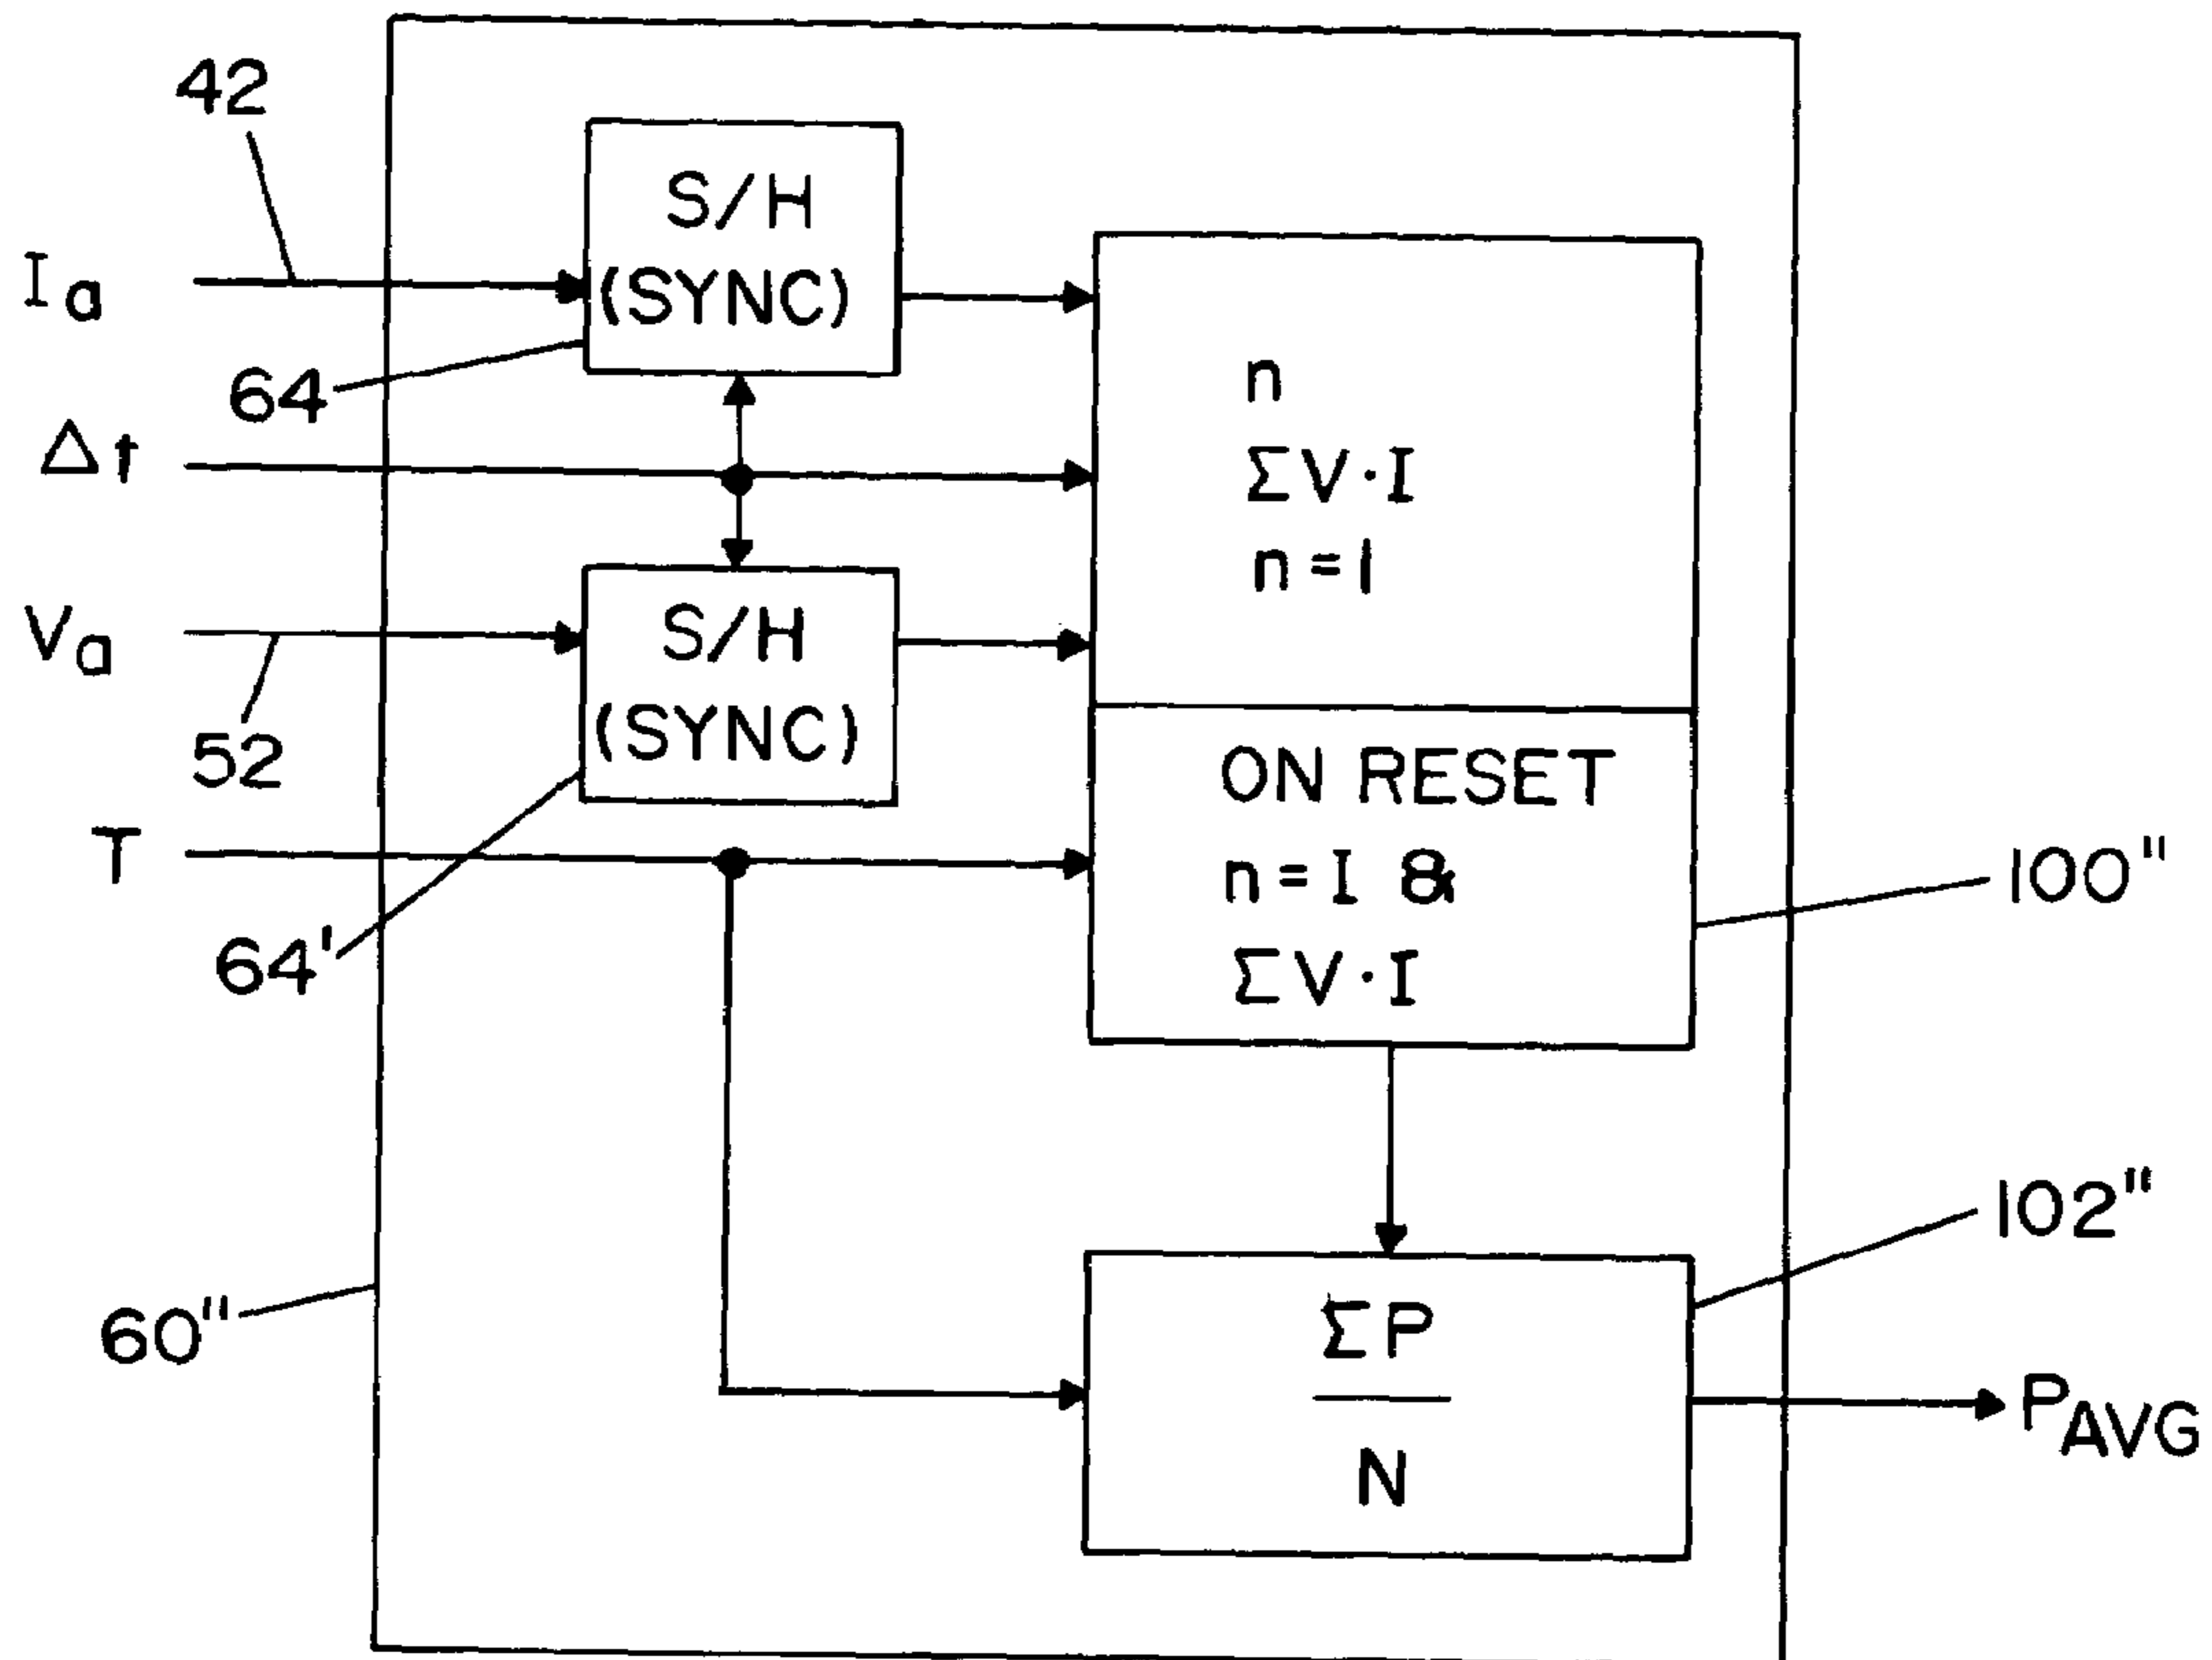 42
S/H
(SYNC)
Ia
64
Δt
n
ΣV·I
n=1
Va
S/H
(SYNC)
52
T
64'
ON RESET
n=I &
ΣV·I
100"
102"
60"
ΣP
N
PAVG